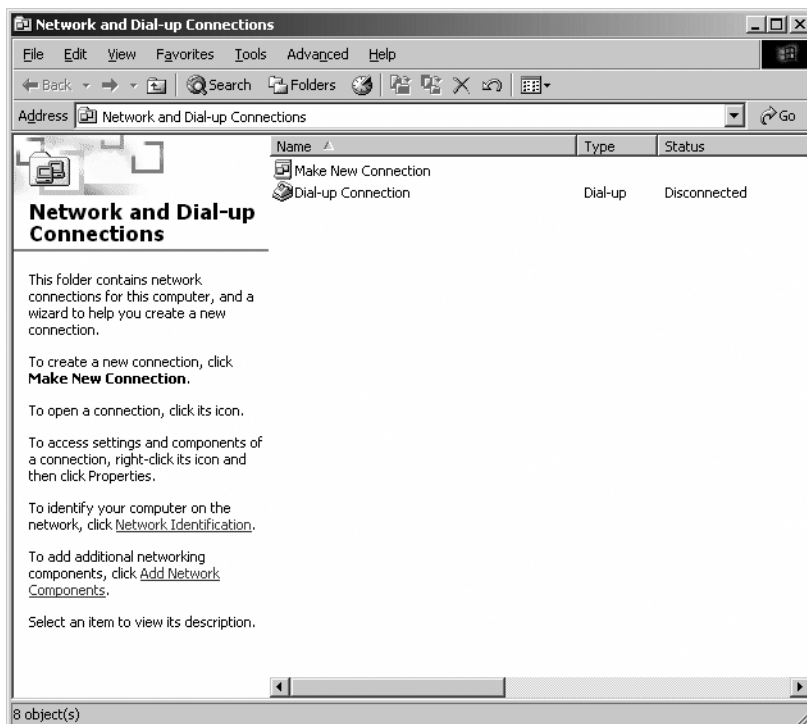 Network and Dial-up Connections
File Edit View Favorites Tools Advanced Help
Back Search Folders
Address Network and Dial-up Connections Go
Name Type Status
Make New Connection
Dial-up Connection Dial-up Disconnected
Network and Dial-up
Connections
This folder contains network
connections for this computer, and a
wizard to help you create a new
connection.
To create a new connection, click
Make New Connection.
To open a connection, click its icon.
To access settings and components of
a connection, right-click its icon and
then click Properties.
To identify your computer on the
network, click Network Identification.
To add additional networking
components, click Add Network
Components.
Select an item to view its description.
8 object(s)